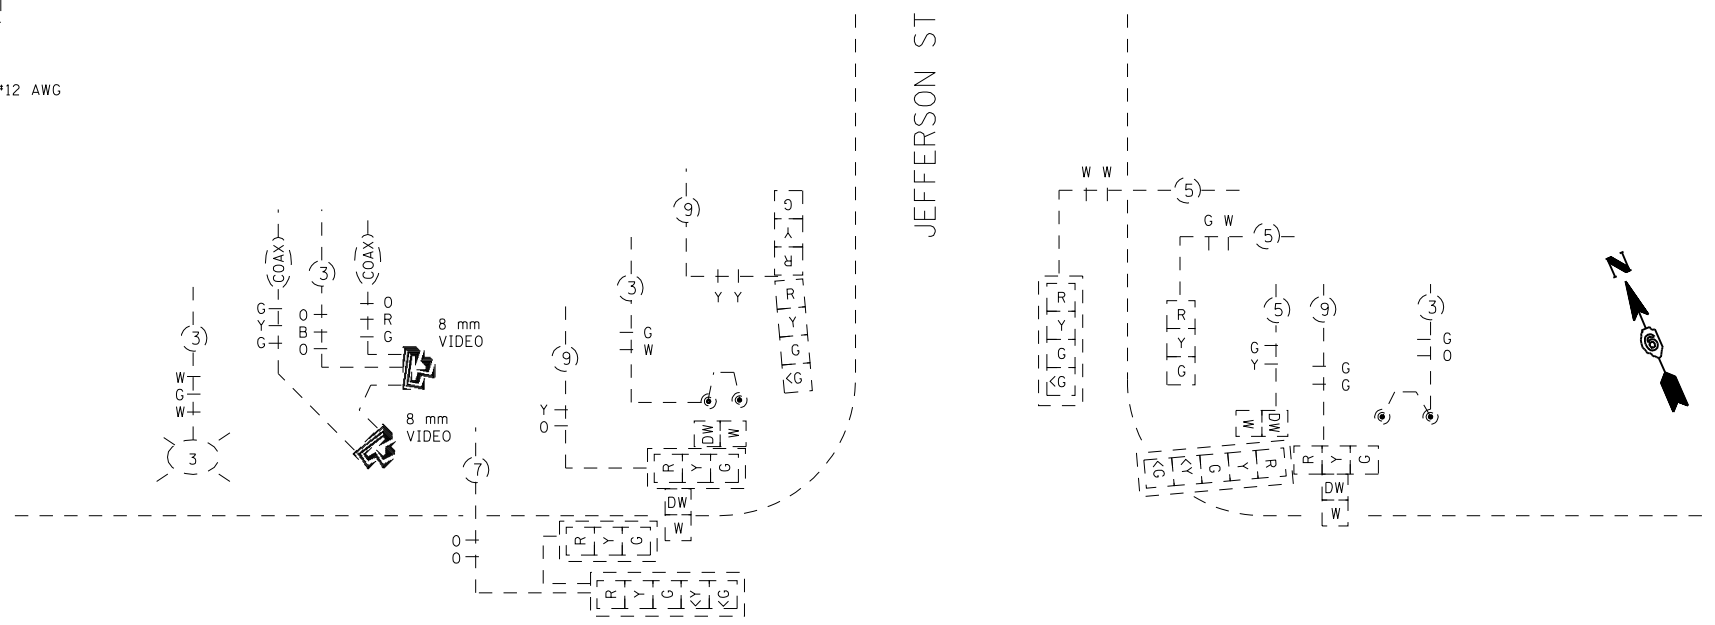 #12 AWG
JEFFERSON ST
W W
(5)
G W
(5)
(9)
G
Y
R
R
Y
G
<G
Y Y
(COAX)
(3)
(COAX)
G
Y
G
O
B
O
O
R
G
8 mm
VIDEO
8 mm
VIDEO
(3)
W
G
W
3
(3)
G
W
(9)
Y
O
(7)
O
O
DW W
R Y G
DW
W
R Y G
R Y G <Y <G
R
Y
G
<G
R
Y
G
(5)
G
Y
(9)
G
G
(3)
G
O
W DW
<G <Y G Y R
R Y G
DW
W
N
6